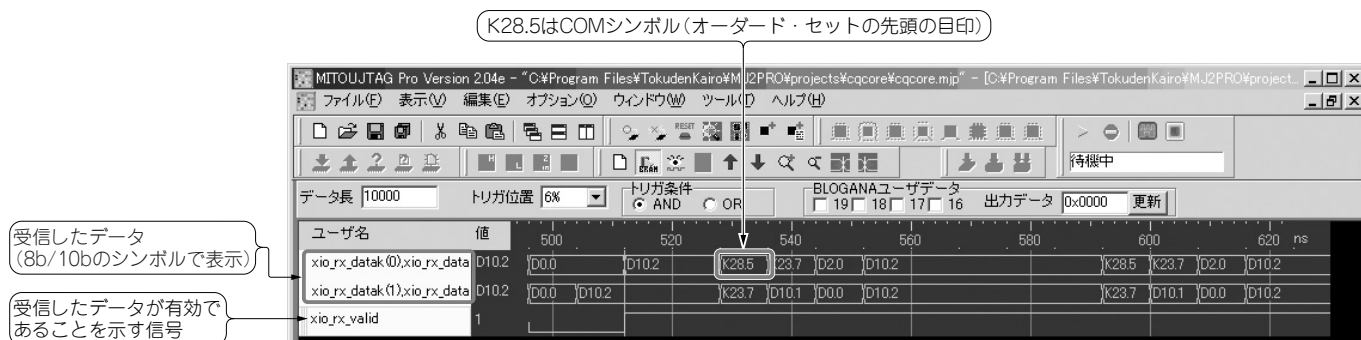 K28.5はCOMシンボル(オーダード・セットの先頭の目印)
MITOUJTAG Pro Version 2.04e - "C:¥Program Files¥TokudenKairo¥MJ2PRO¥projects¥cqcore¥cqcore.mjp" - [C:¥Program Files¥TokudenKairo¥MJ2PRO¥project...
ファイル(F) 表示(V) 編集(E) オプション(O) ウィンドウ(W) ツール(T) ヘルプ(H)
待機中
データ長 10000 トリガ位置 6% トリガ条件 AND OR BLOGANAユーザデータ 19 18 17 16 出力データ 0x0000 更新
ユーザ名 値 500 520 540 560 580 600 620 ns
受信したデータ
(8b/10bのシンボルで表示)
xio_rx_datak(0),xio_rx_data D10.2 D0.0 D10.2 K28.5 K23.7 D2.0 D10.2 K28.5 K23.7 D2.0 D10.2
xio_rx_datak(1),xio_rx_data D10.2 D0.0 D10.2 K23.7 D10.1 D0.0 D10.2 K23.7 D10.1 D0.0 D10.2
受信したデータが有効で
あることを示す信号
xio_rx_valid 1